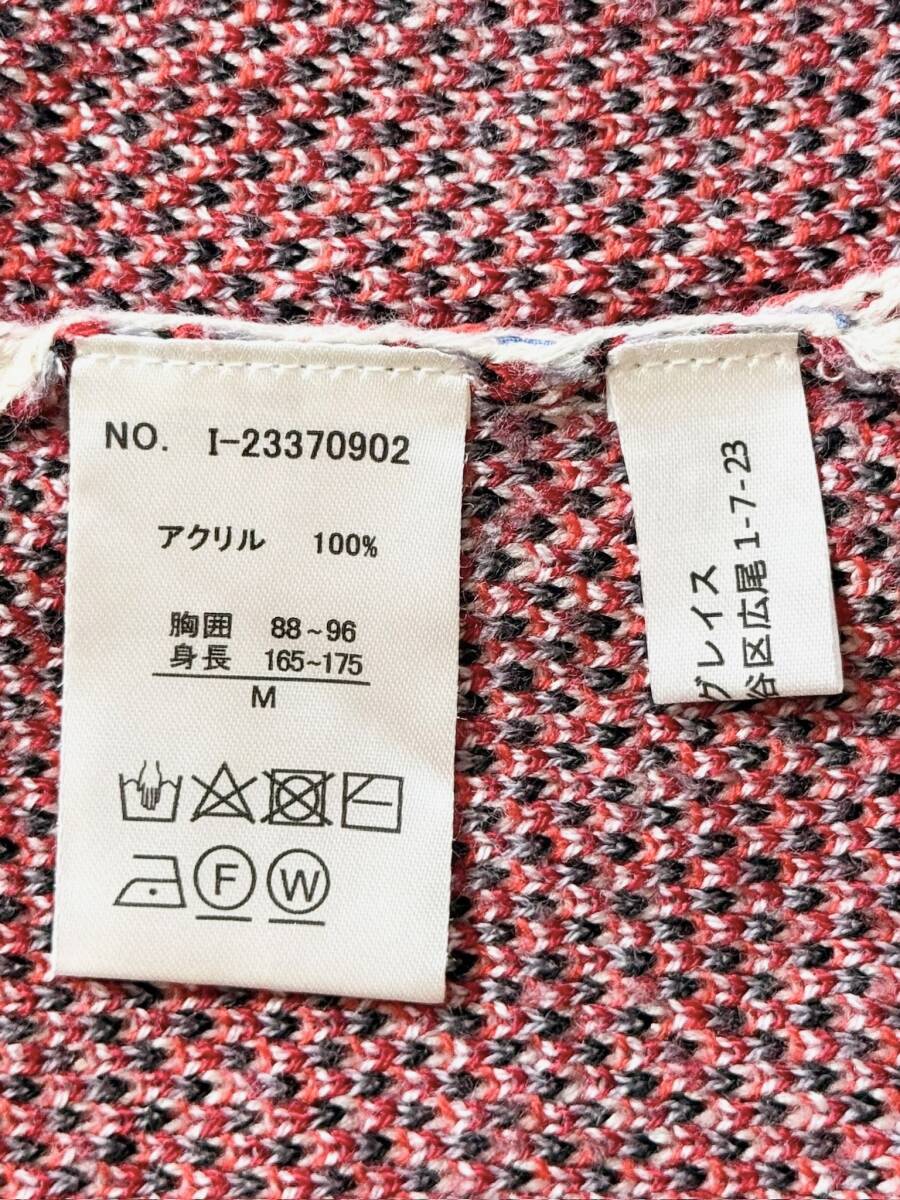 NO. I-23370902
アクリル 100%
胸囲 88~96
身長 165~175
M
F W
グレイス
谷区広尾1-7-23